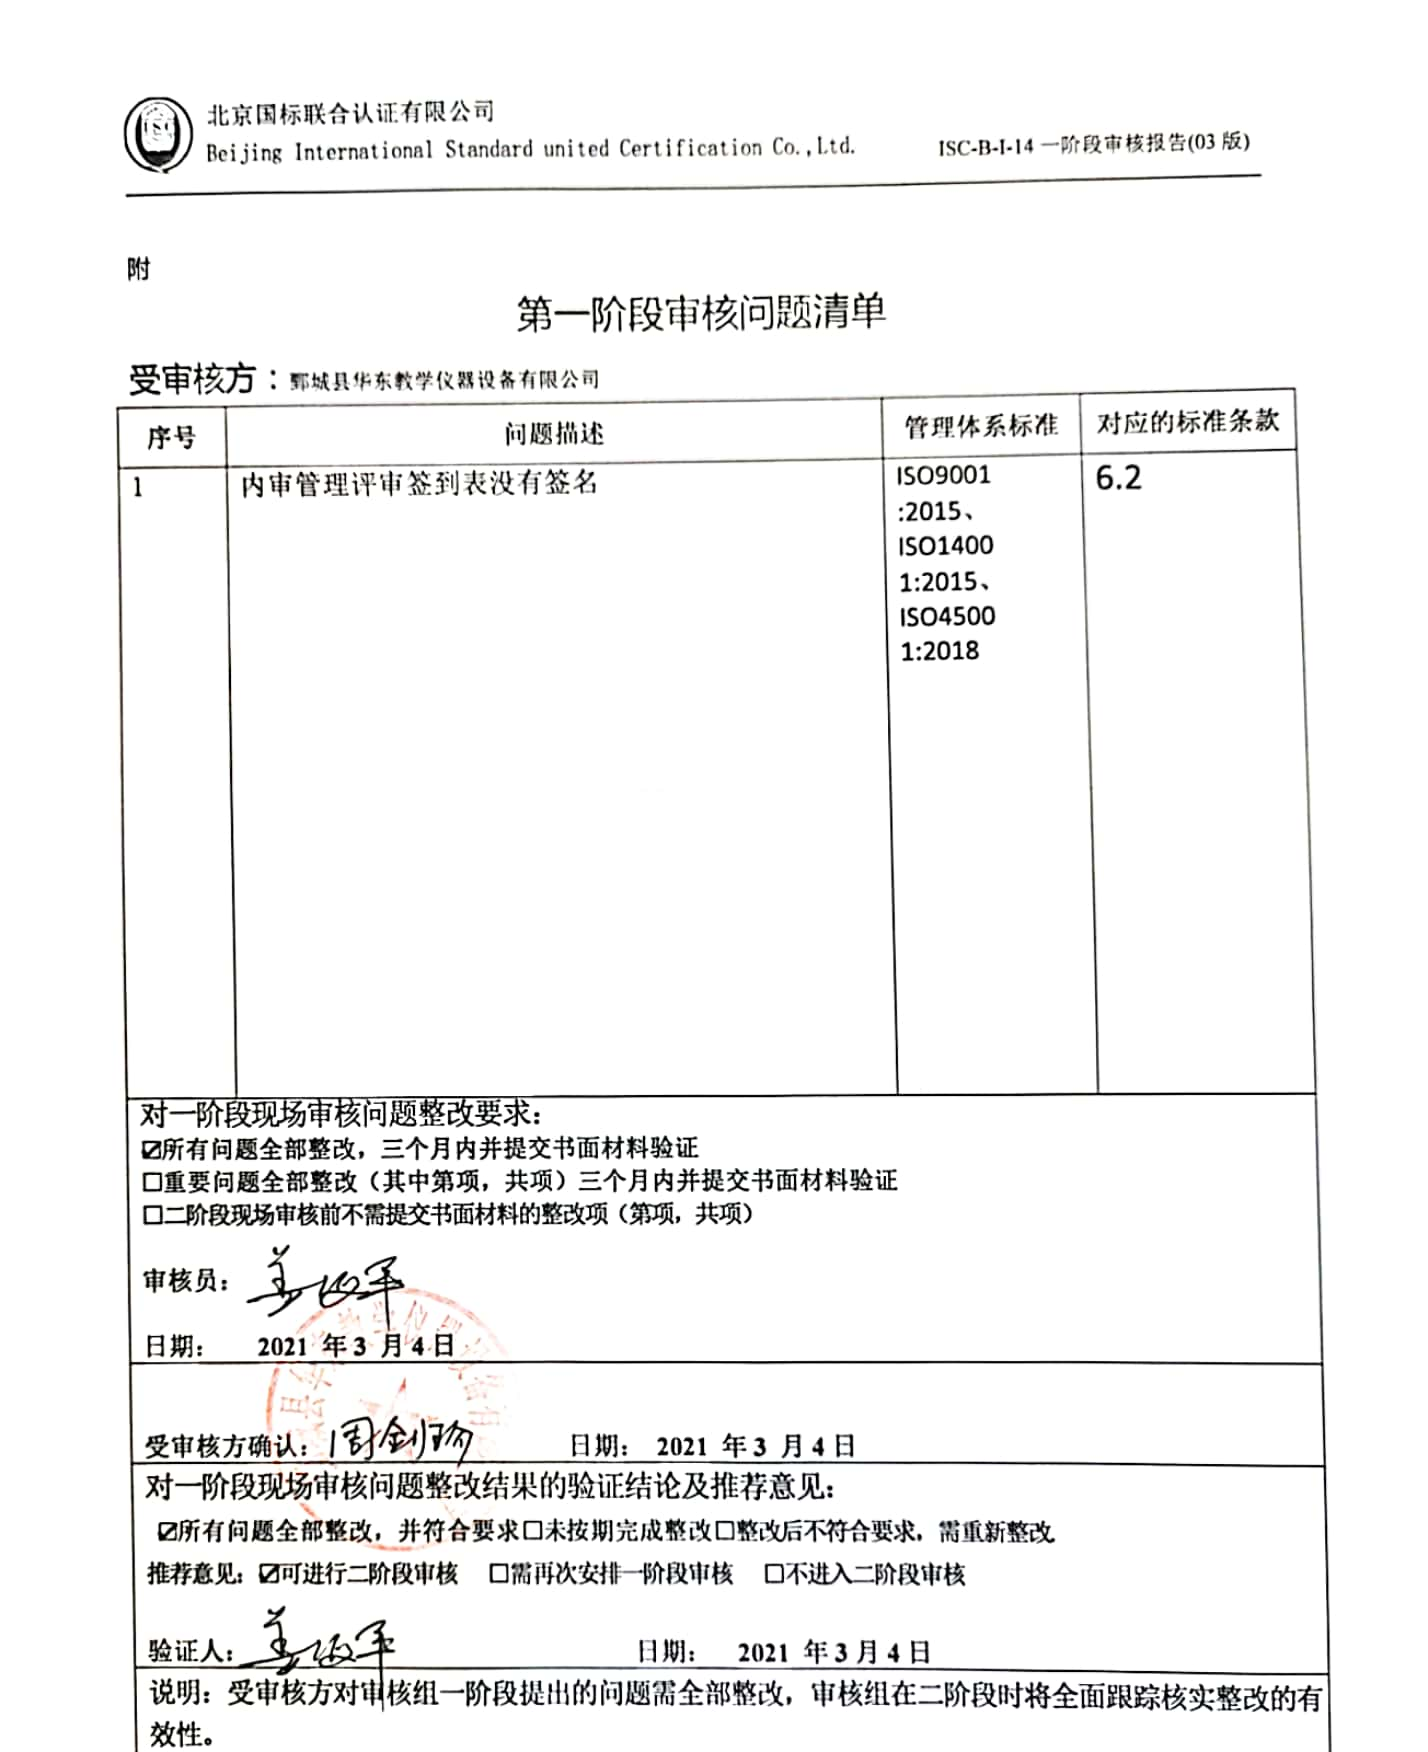 北京国标联合认证有限公司
Beijing International Standard united Certification Co.,Ltd.
ISC-B-I-14 一阶段审核报告(03 版)
附
第一阶段审核问题清单
受审核方：鄄城县华东教学仪器设备有限公司
序号 问题描述 管理体系标准 对应的标准条款
1 内审管理评审签到表没有签名 ISO9001 6.2
:2015、
ISO1400
1:2015、
ISO4500
1:2018
对一阶段现场审核问题整改要求：
☑所有问题全部整改，三个月内并提交书面材料验证
□重要问题全部整改（其中第项，共项）三个月内并提交书面材料验证
□二阶段现场审核前不需提交书面材料的整改项（第项，共项）
审核员：
日期： 2021 年 3 月 4 日
受审核方确认： 日期： 2021 年 3 月 4 日
对一阶段现场审核问题整改结果的验证结论及推荐意见：
☑所有问题全部整改，并符合要求□未按期完成整改□整改后不符合要求，需重新整改
推荐意见：☑可进行二阶段审核 □需再次安排一阶段审核 □不进入二阶段审核
验证人： 日期： 2021 年 3 月 4 日
说明：受审核方对审核组一阶段提出的问题需全部整改，审核组在二阶段时将全面跟踪核实整改的有
效性。